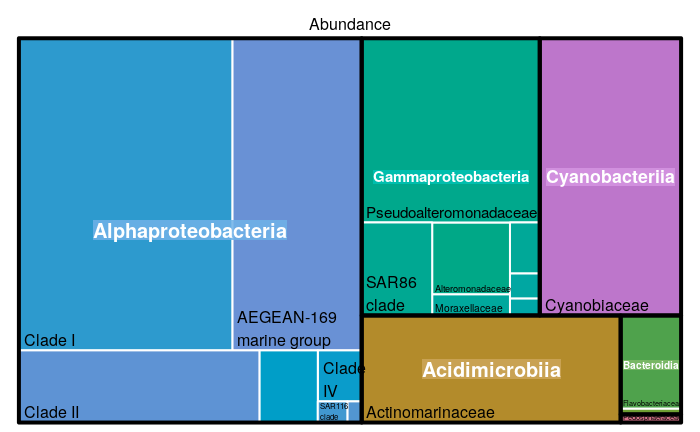 Abundance
Alphaproteobacteria
Clade I
AEGEAN-169
marine group
Clade II
Clade
IV
SAR116
clade
Gammaproteobacteria
Pseudoalteromonadaceae
SAR86
clade
Alteromonadaceae
Moraxellaceae
Cyanobacteriia
Cyanobiaceae
Acidimicrobiia
Actinomarinaceae
Bacteroidia
Flavobacteriaceae